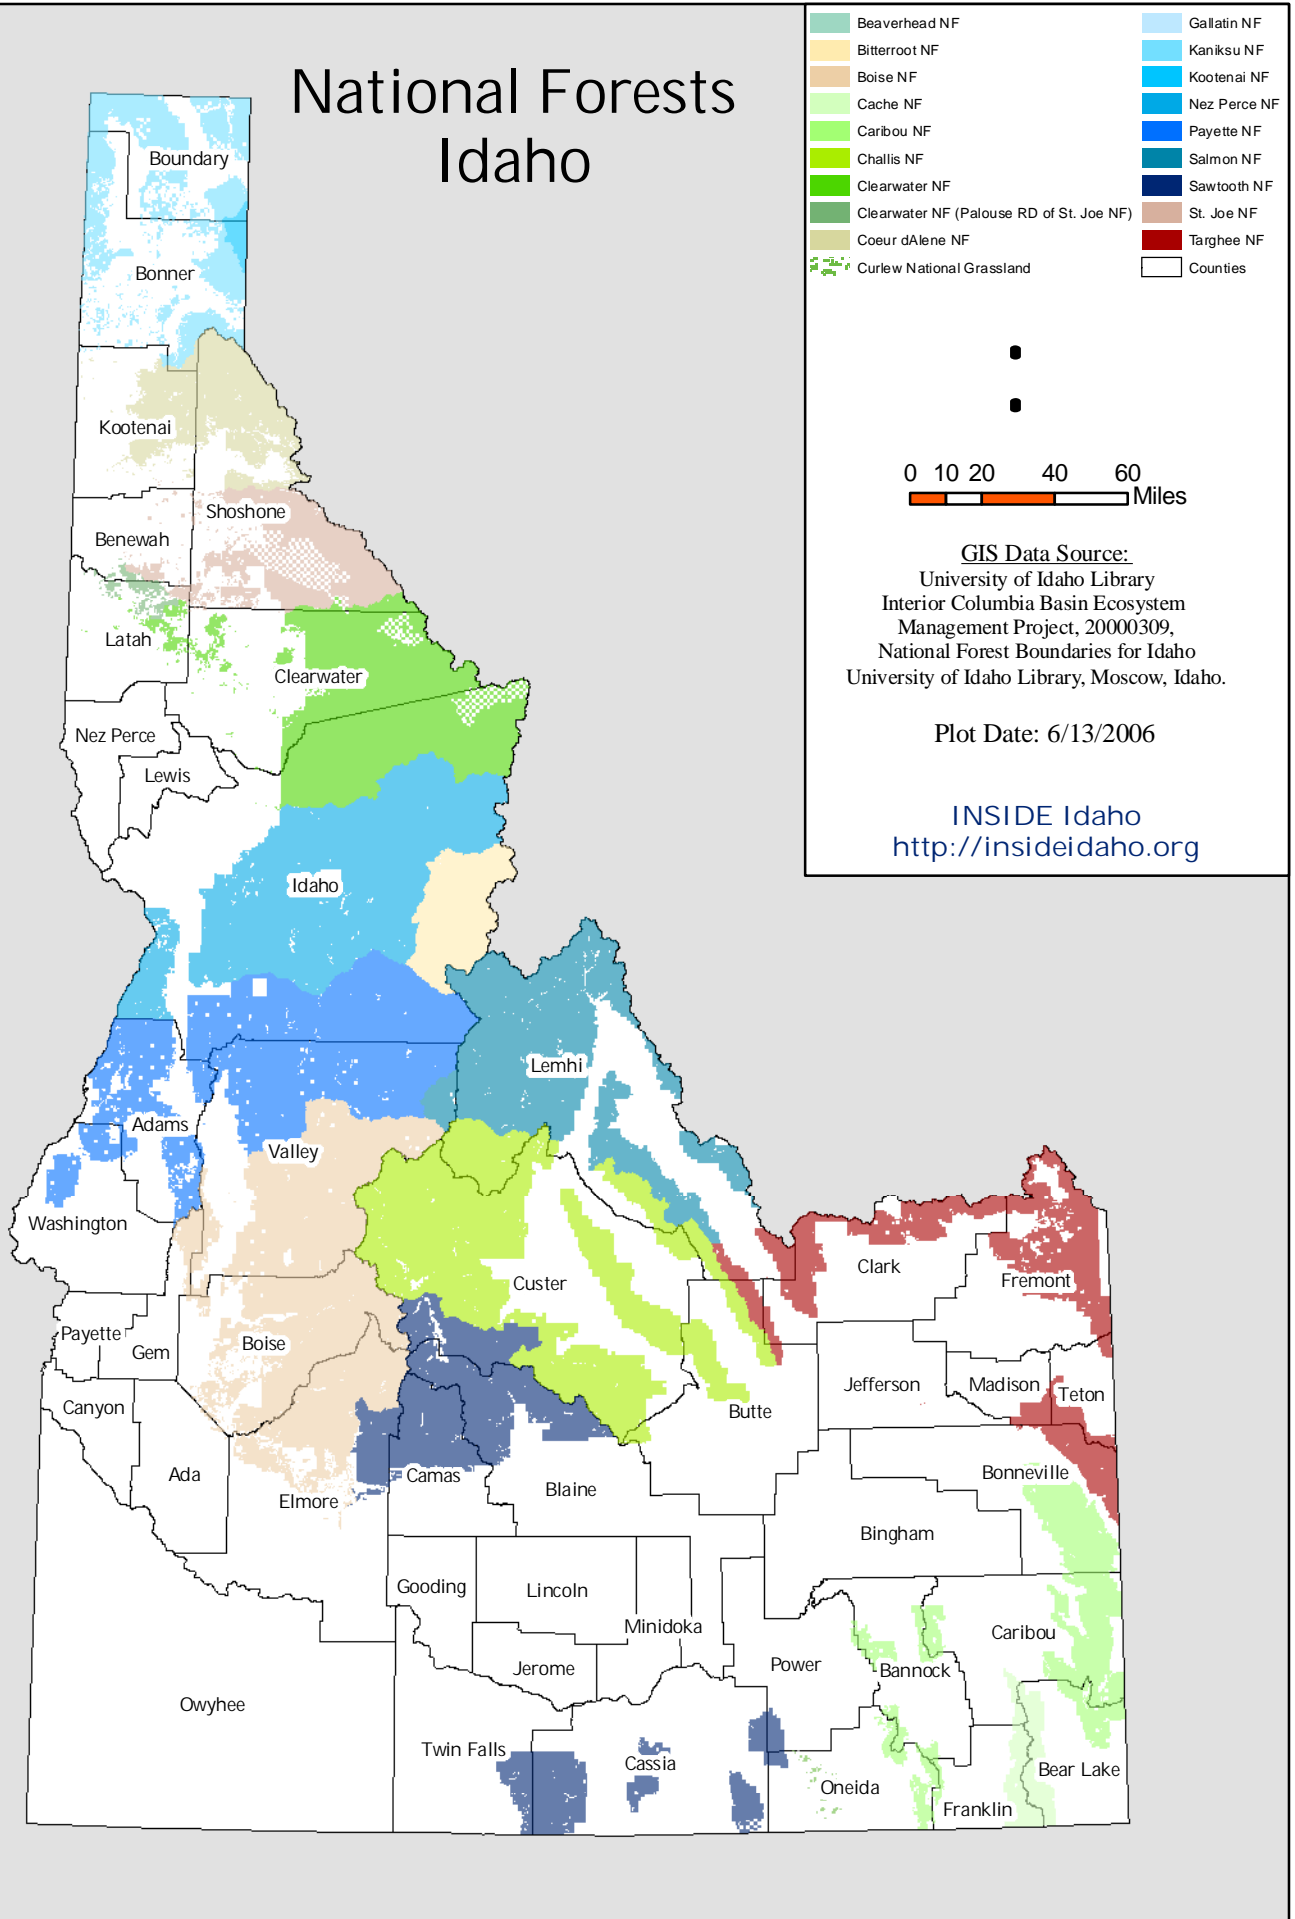 National Forests
Idaho
Beaverhead NF
Bitterroot NF
Boise NF
Cache NF
Caribou NF
Challis NF
Clearwater NF
Clearwater NF (Palouse RD of St. Joe NF)
Coeur dAlene NF
Curlew National Grassland
Gallatin NF
Kaniksu NF
Kootenai NF
Nez Perce NF
Payette NF
Salmon NF
Sawtooth NF
St. Joe NF
Targhee NF
Counties
0 10 20 40 60
Miles
GIS Data Source:
University of Idaho Library
Interior Columbia Basin Ecosystem
Management Project, 20000309,
National Forest Boundaries for Idaho
University of Idaho Library, Moscow, Idaho.
Plot Date: 6/13/2006
INSIDE Idaho
http://insideidaho.org
Boundary
Bonner
Kootenai
Shoshone
Benewah
Latah
Clearwater
Nez Perce
Lewis
Idaho
Lemhi
Adams
Valley
Washington
Clark
Fremont
Custer
Payette
Gem
Boise
Jefferson
Madison
Teton
Canyon
Butte
Ada
Camas
Bonneville
Elmore
Blaine
Bingham
Gooding
Lincoln
Minidoka
Caribou
Jerome
Power
Bannock
Owyhee
Twin Falls
Cassia
Oneida
Bear Lake
Franklin